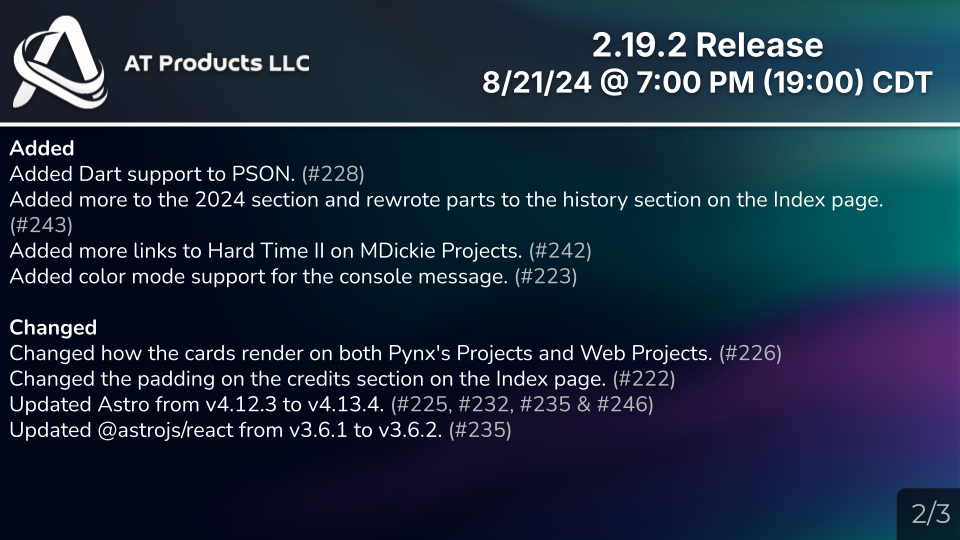 AT Products LLC
2.19.2 Release
8/21/24 @ 7:00 PM (19:00) CDT
Added
Added Dart support to PSON. (#228)
Added more to the 2024 section and rewrote parts to the history section on the Index page.
(#243)
Added more links to Hard Time II on MDickie Projects. (#242)
Added color mode support for the console message. (#223)
Changed
Changed how the cards render on both Pynx's Projects and Web Projects. (#226)
Changed the padding on the credits section on the Index page. (#222)
Updated Astro from v4.12.3 to v4.13.4. (#225, #232, #235 & #246)
Updated @astrojs/react from v3.6.1 to v3.6.2. (#235)
2/3